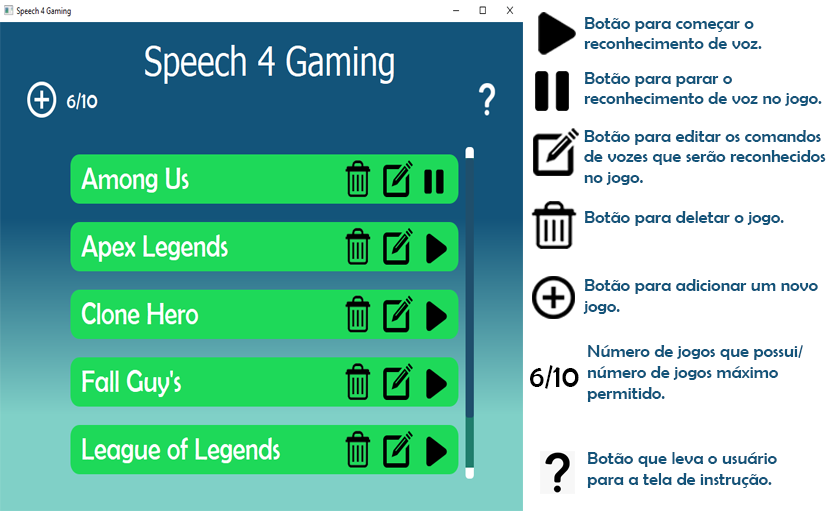 Speech 4 Gaming
Speech 4 Gaming
6/10
?
Among Us
Apex Legends
Clone Hero
Fall Guy's
League of Legends
Botão para começar o
reconhecimento de voz.
Botão para parar o
reconhecimento de voz no jogo.
Botão para editar os comandos
de vozes que serão reconhecidos
no jogo.
Botão para deletar o jogo.
Botão para adicionar um novo
jogo.
6/10
Número de jogos que possui/
número de jogos máximo
permitido.
?
Botão que leva o usuário
para a tela de instrução.